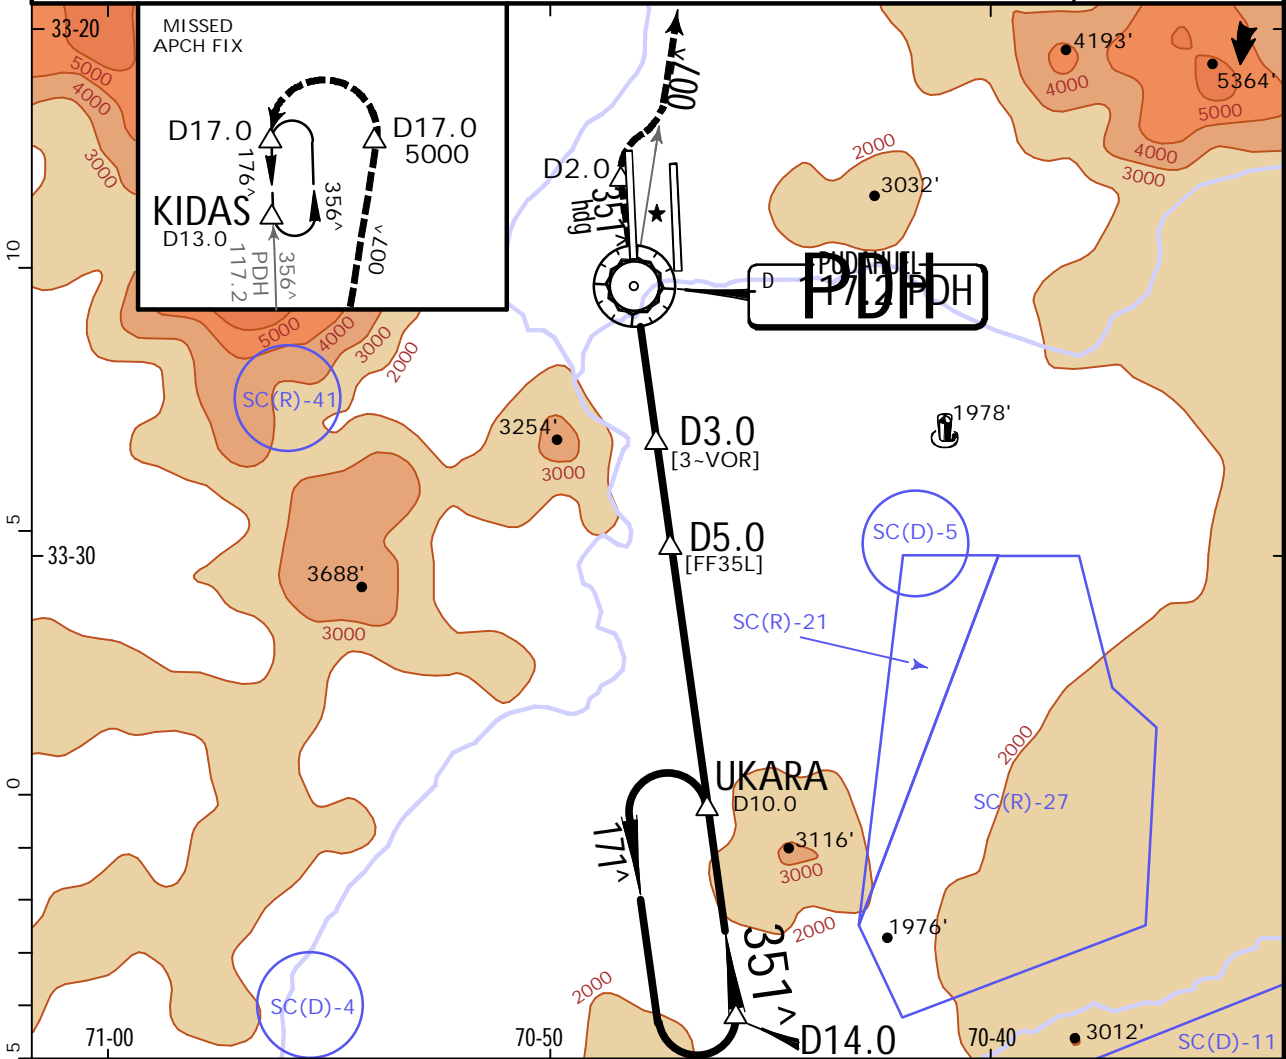 33-20
MISSED
APCH FIX
D17.0
D17.0
5000
176^
356^
KIDAS
D13.0
PDH
117.2
356^
007^
5000
4000
3000
007^
D2.0
351^
hdg
4193'
4000
5364'
5000
4000
3000
2000
3032'
10
PUDAHUEL
D
117.2 PDH
PDH
5000
4000
3000
2000
SC(R)-41
3254'
3000
D3.0
[3~VOR]
1978'
5
33-30
D5.0
[FF35L]
SC(D)-5
3688'
3000
SC(R)-21
2000
0
UKARA
D10.0
SC(R)-27
171^
3116'
3000
2000
1976'
351^
2000
SC(D)-4
D14.0
3012'
SC(D)-11
5
71-00
70-50
70-40